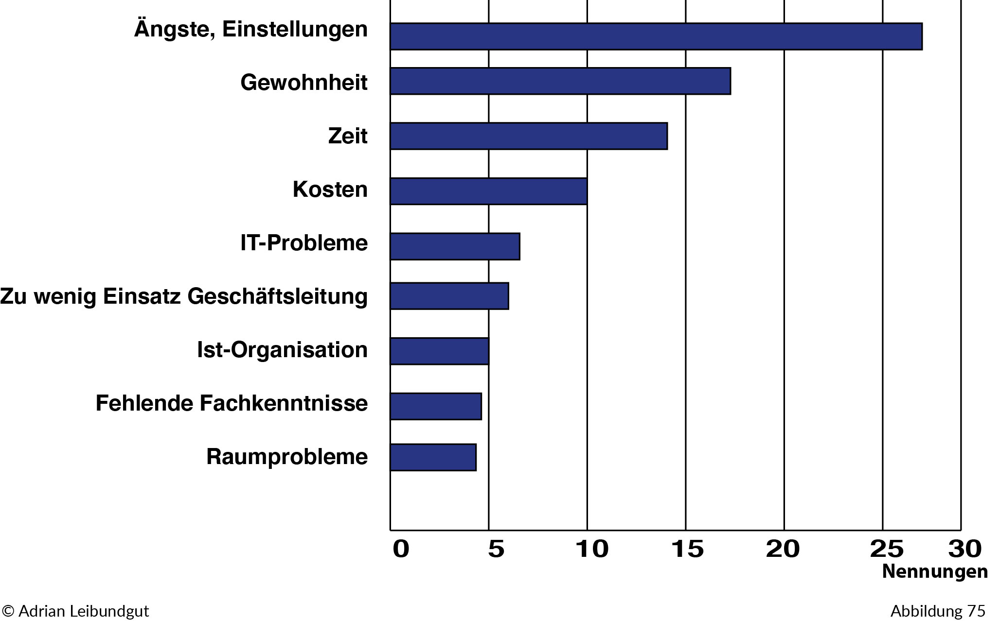 Ängste, Einstellungen
Gewohnheit
Zeit
Kosten
IT-Probleme
Zu wenig Einsatz Geschäftsleitung
Ist-Organisation
Fehlende Fachkenntnisse
Raumprobleme
0 5 10 15 20 25 30
Nennungen
© Adrian Leibundgut Abbildung 75